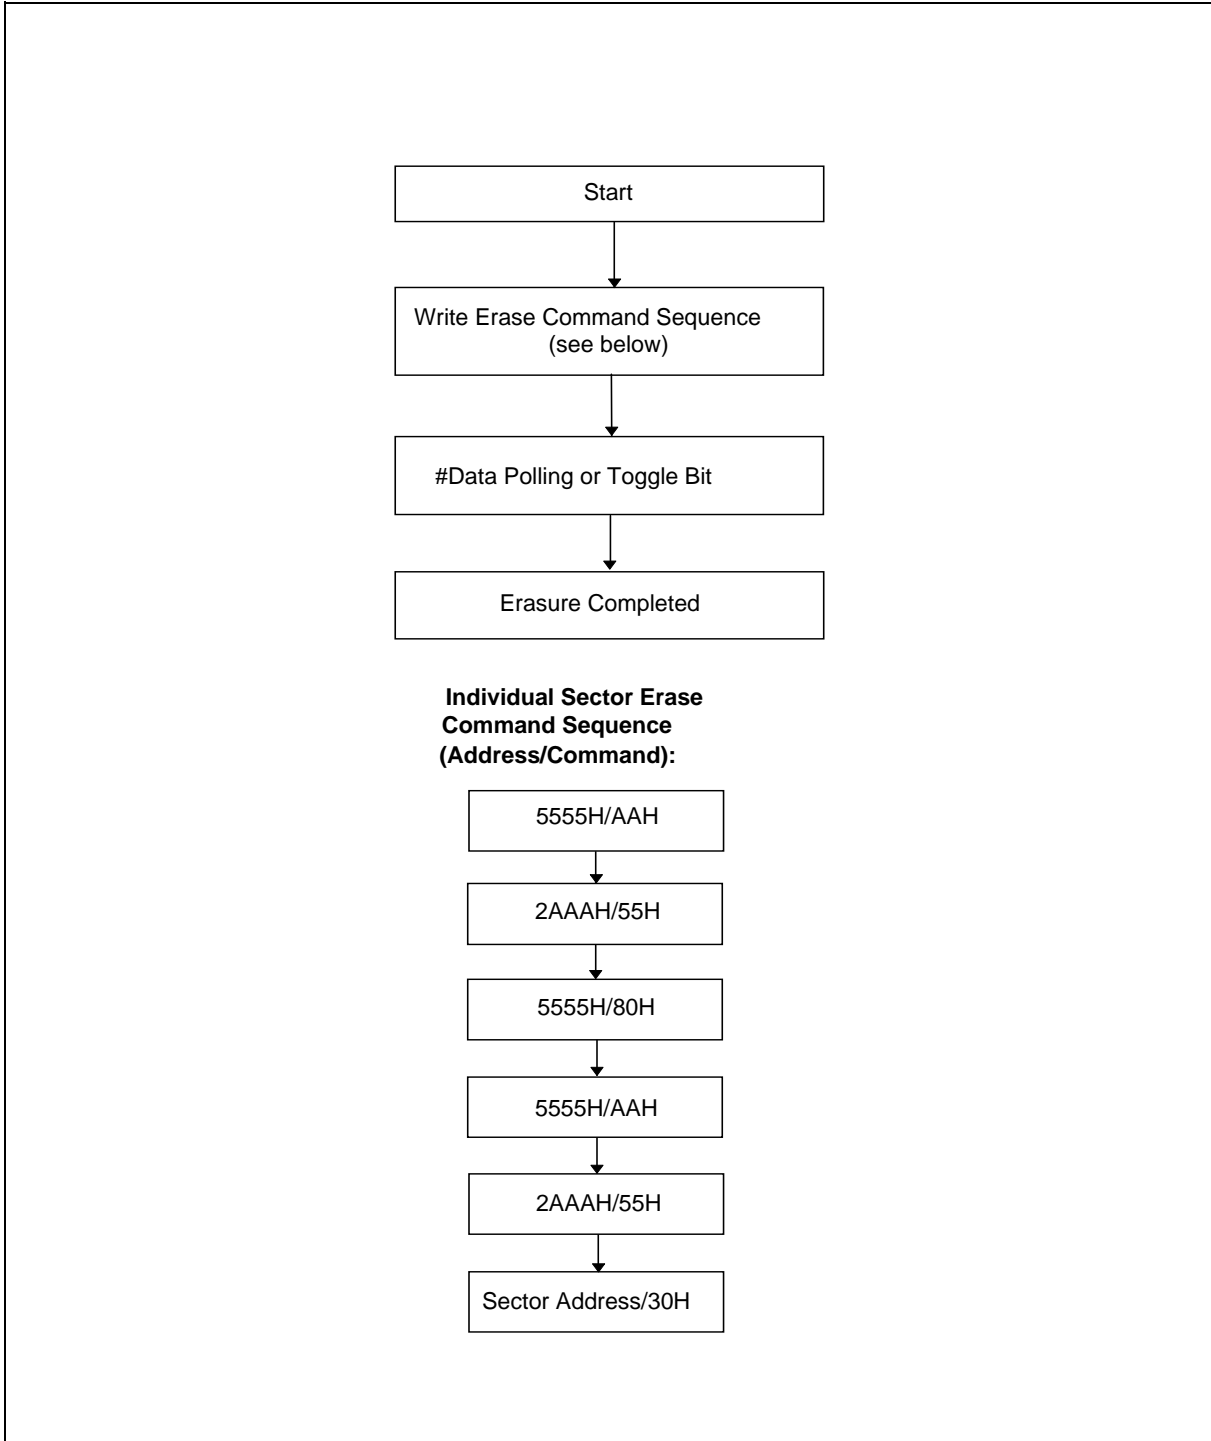 Start
Write Erase Command Sequence
(see below)
#Data Polling or Toggle Bit
Erasure Completed
Individual Sector Erase
Command Sequence
(Address/Command):
5555H/AAH
2AAAH/55H
5555H/80H
5555H/AAH
2AAAH/55H
Sector Address/30H